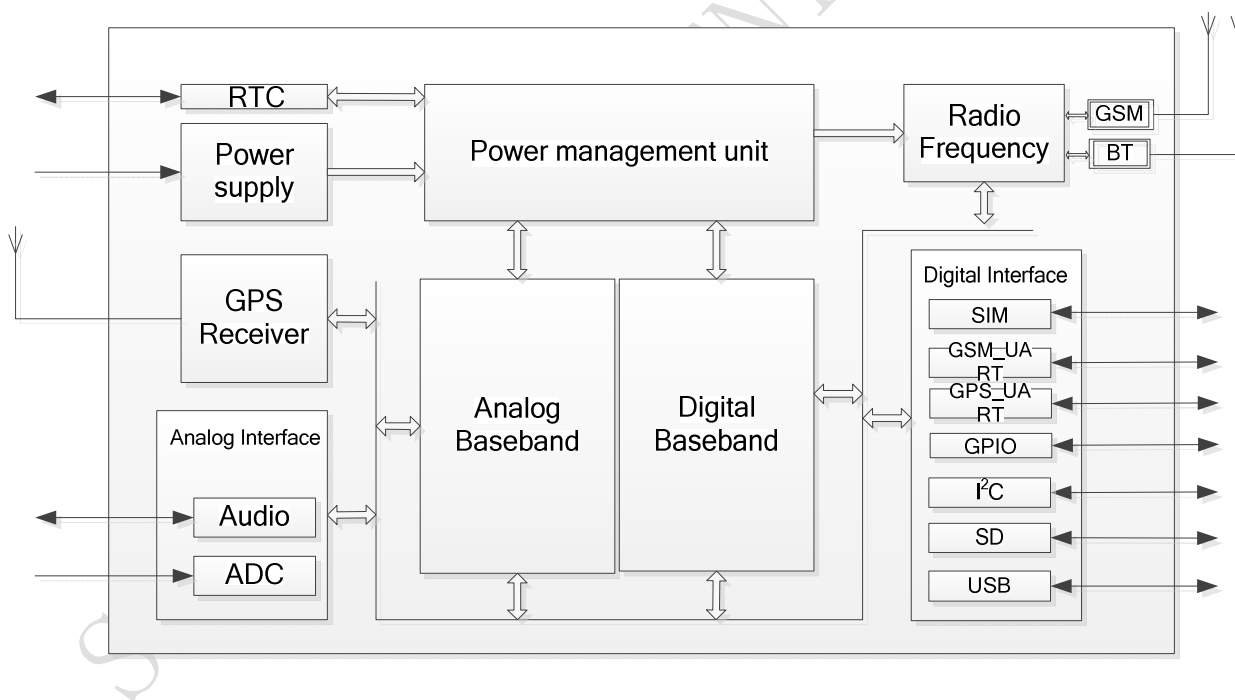 RTC
Power
supply
Power management unit
Radio
Frequency
GSM
BT
GPS
Receiver
Analog Interface
Audio
ADC
Analog
Baseband
Digital
Baseband
Digital Interface
SIM
GSM_UA
RT
GPS_UA
RT
GPIO
I²C
SD
USB